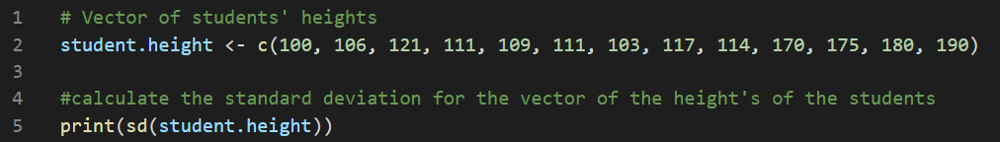 1 # Vector of students' heights
2 student.height <- c(100, 106, 121, 111, 109, 111, 103, 117, 114, 170, 175, 180, 190)
3
4 #calculate the standard deviation for the vector of the height's of the students
5 print(sd(student.height))